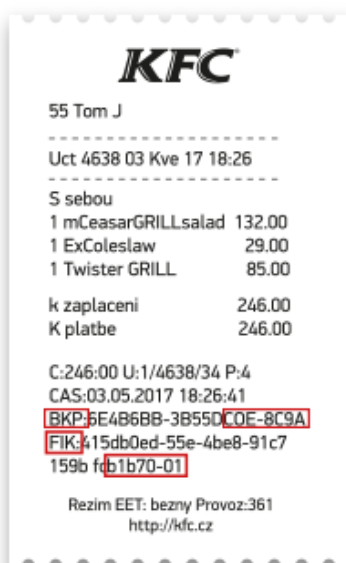 KFC
55 Tom J
Uct 4638 03 Kve 17 18:26
S sebou
1 mCeasarGRILLsalad 132.00
1 ExColeslaw 29.00
1 Twister GRILL 85.00
k zaplaceni 246.00
K platbe 246.00
C:246:00 U:1/4638/34 P:4
CAS:03.05.2017 18:26:41
BKP:6E4B6BB-3B55DCOE-8C9A
FIK:415db0ed-55e-4be8-91c7
159b fcb1b70-01
Rezim EET: bezny Provoz:361
http://kfc.cz